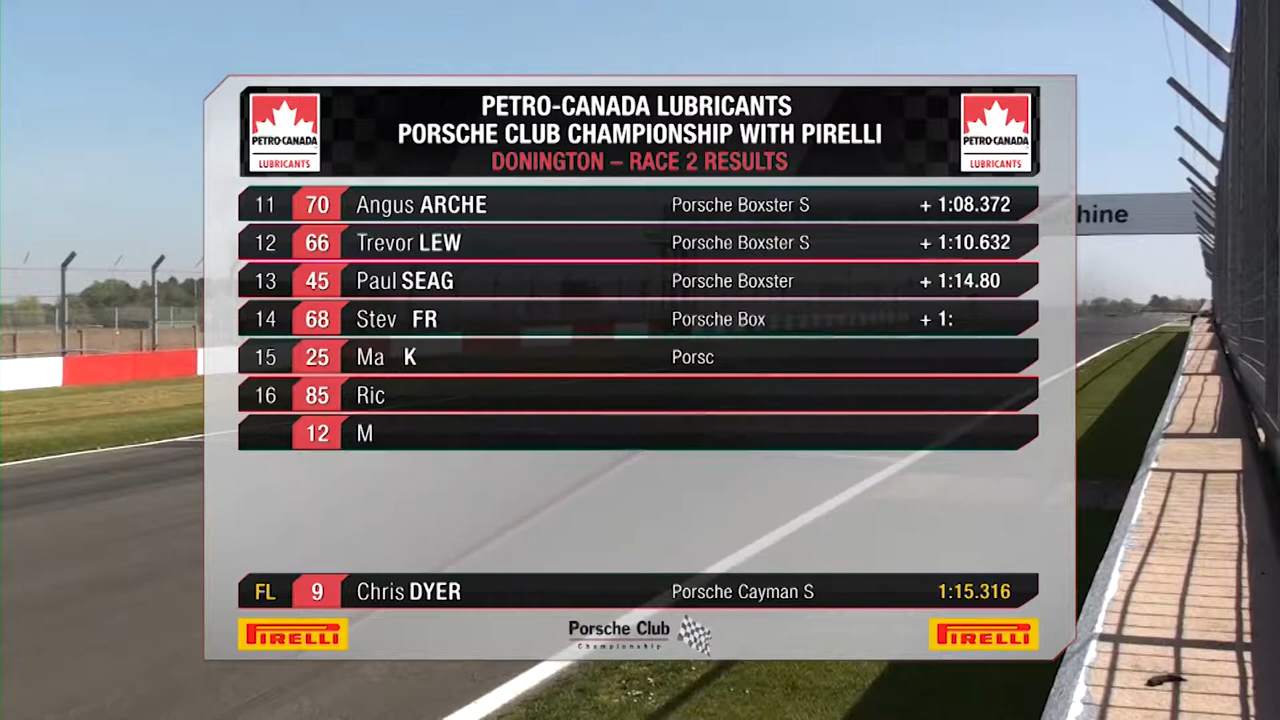 PETRO-CANADA LUBRICANTS
PORSCHE CLUB CHAMPIONSHIP WITH PIRELLI
DONINGTON – RACE 2 RESULTS
PETRO-CANADA
LUBRICANTS
PETRO-CANADA
LUBRICANTS
11 70 Angus ARCHE Porsche Boxster S + 1:08.372
12 66 Trevor LEW Porsche Boxster S + 1:10.632
13 45 Paul SEAG Porsche Boxster + 1:14.80
14 68 Stev FR Porsche Box + 1:
15 25 Ma K Porsc
16 85 Ric
12 M
hine
FL 9 Chris DYER Porsche Cayman S 1:15.316
PIRELLI
Porsche Club
Championship
PIRELLI